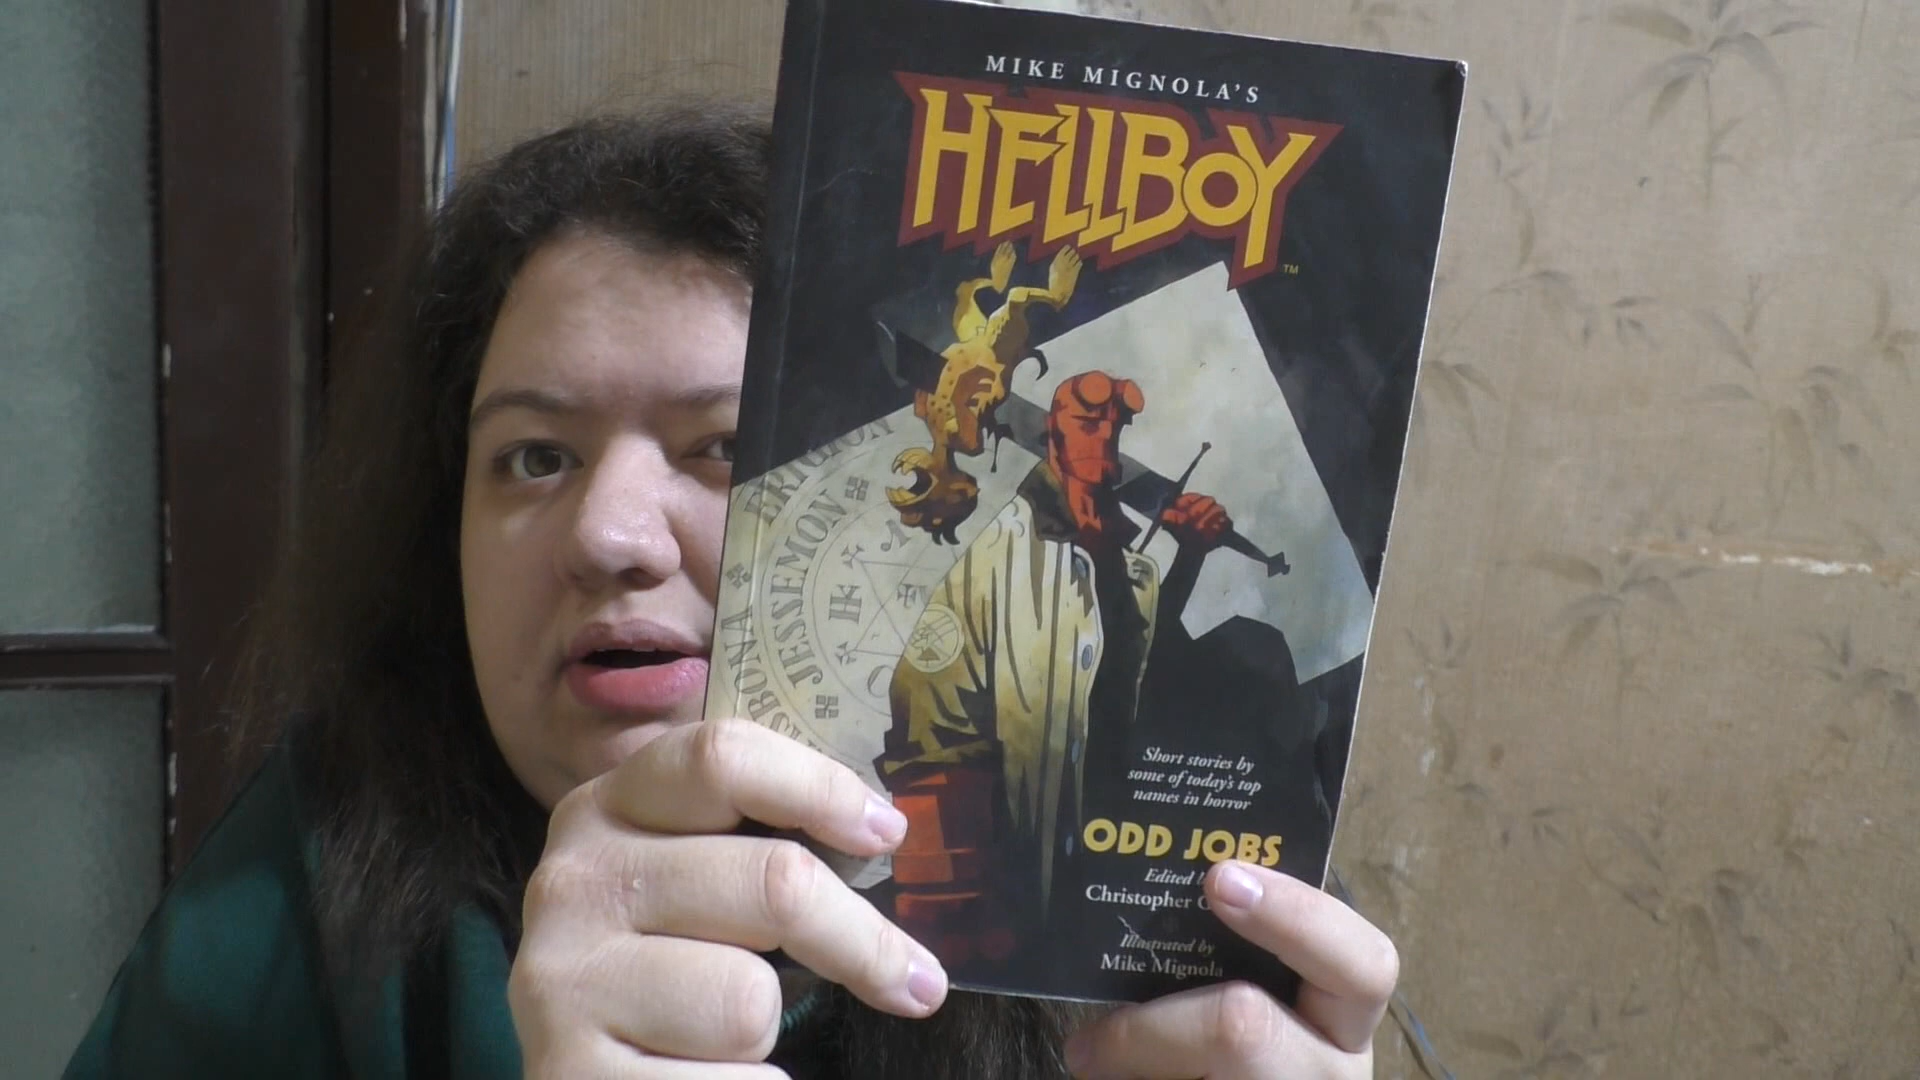 MIKE MIGNOLA'S
HELLBOY
TM
ERIGION
JESSEMON
SBONA
Short stories by
some of today's top
names in horror
ODD JOBS
Edited
Christopher
Illustrated by
Mike Mignola